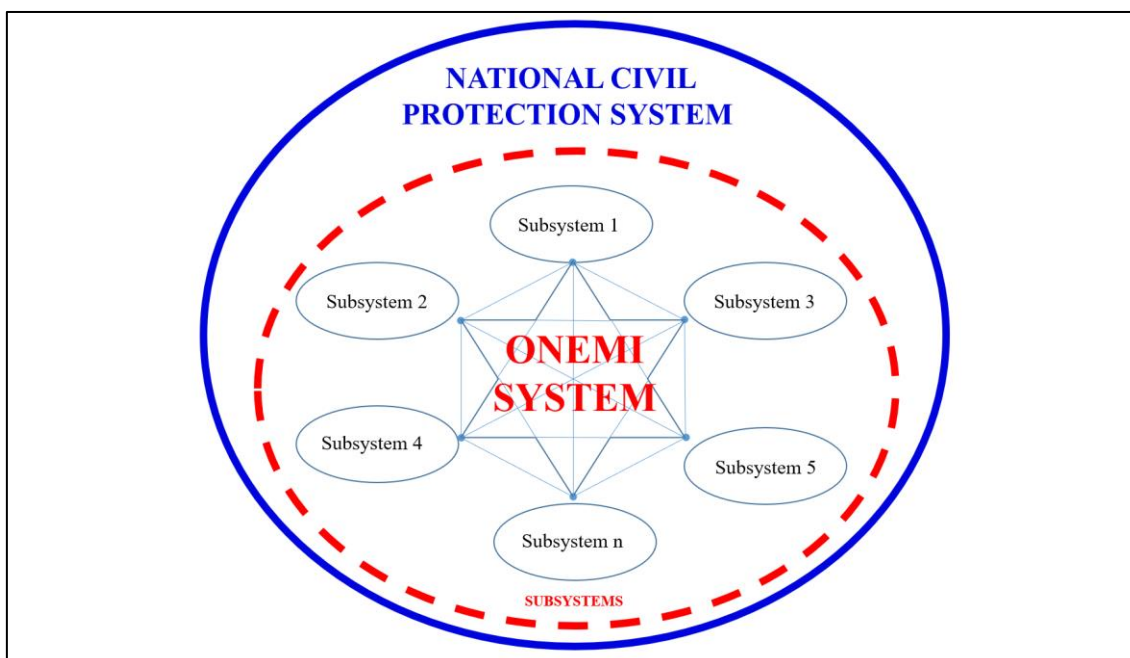 NATIONAL CIVIL
PROTECTION SYSTEM
Subsystem 1
Subsystem 2
Subsystem 3
ONEMI
SYSTEM
Subsystem 4
Subsystem 5
Subsystem n
SUBSYSTEMS